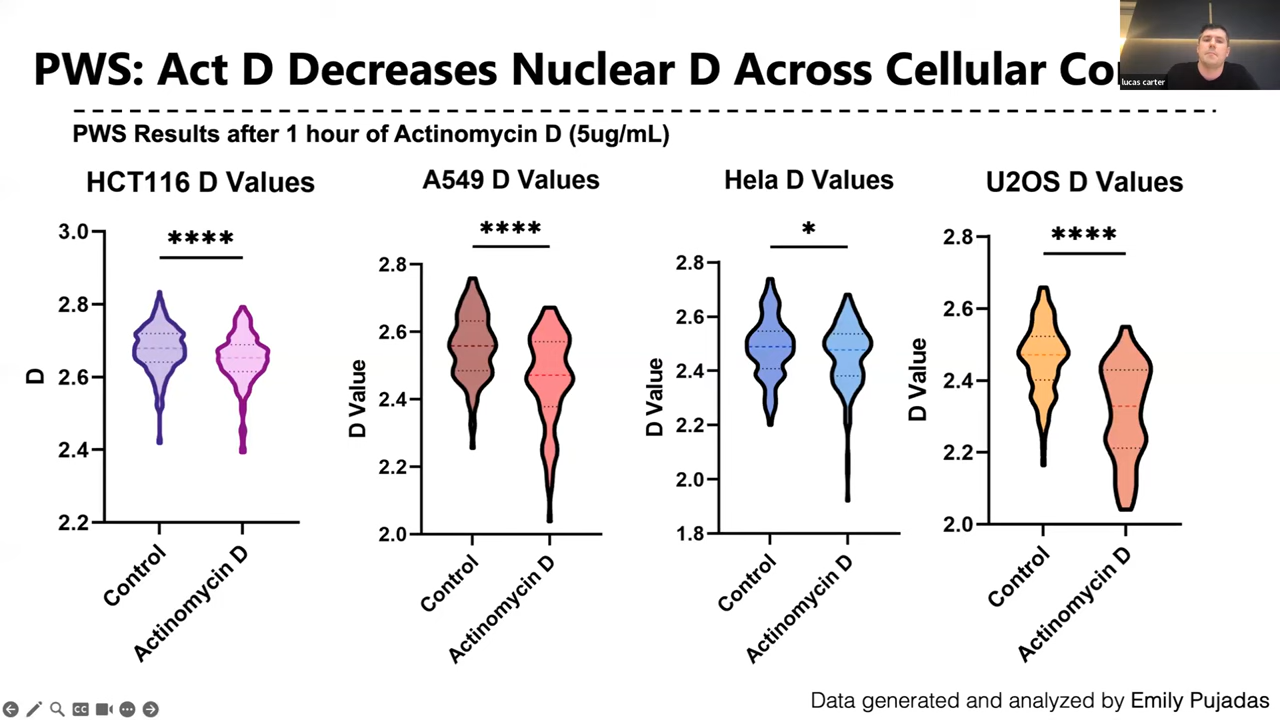 PWS: Act D Decreases Nuclear D Across Cellular Co
lucas carter
PWS Results after 1 hour of Actinomycin D (5ug/mL)
HCT116 D Values
A549 D Values
Hela D Values
U2OS D Values
****
****
*
****
D
3.0
2.8
2.6
2.4
2.2
D Value
2.8
2.6
2.4
2.2
2.0
D Value
2.8
2.6
2.4
2.2
2.0
1.8
D Value
2.8
2.6
2.4
2.2
2.0
Control
Actinomycin D
Control
Actinomycin D
Control
Actinomycin D
Control
Actinomycin D
CC
Data generated and analyzed by Emily Pujadas